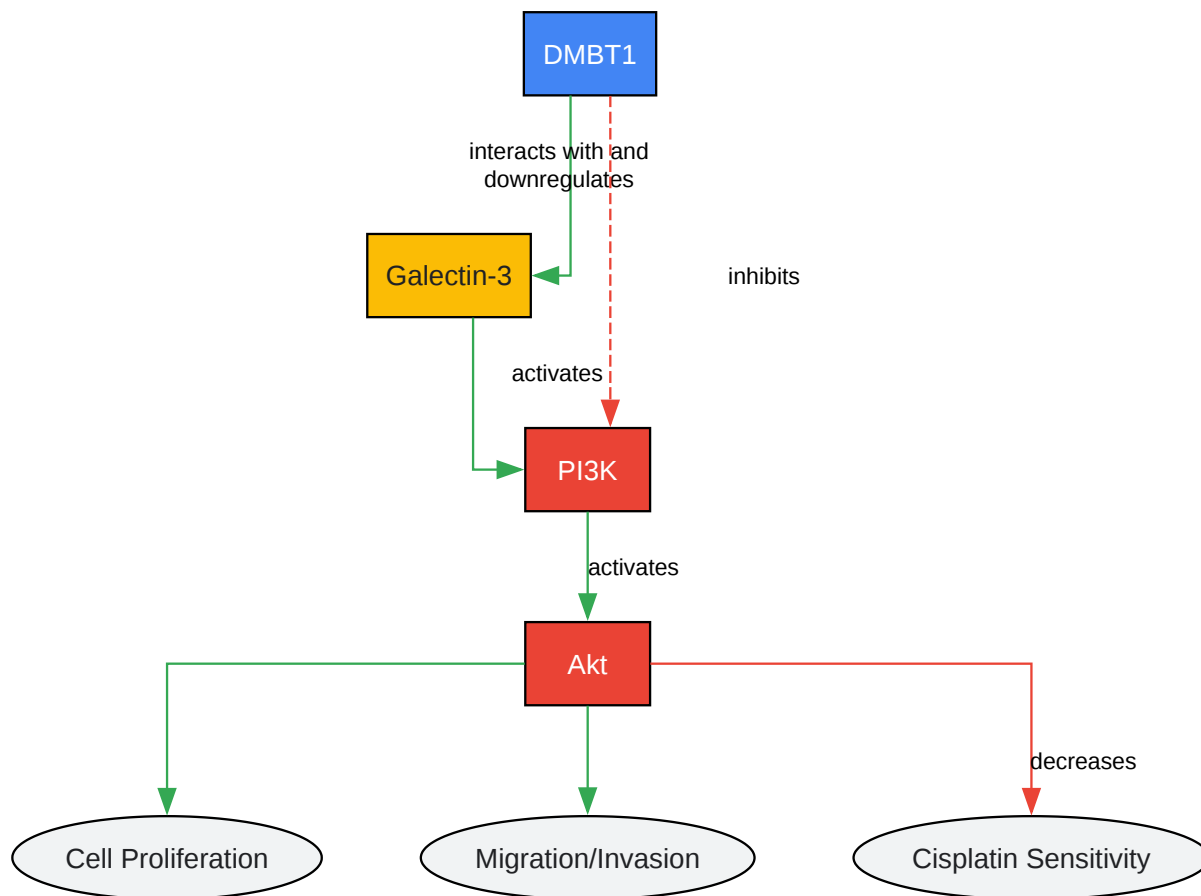 DMBT1
interacts with and
downregulates
Galectin-3
inhibits
activates
PI3K
activates
Akt
decreases
Cell Proliferation
Migration/Invasion
Cisplatin Sensitivity